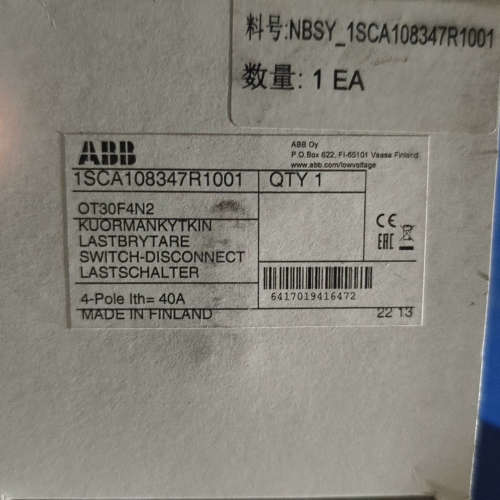 料号:NBSY_1SCA108347R1001
数量: 1 EA
ABB
ABB Oy
P.O.Box 622, FI-65101 Vaasa Finland
www.abb.com/lowvoltage
1SCA108347R1001
QTY 1
OT30F4N2
KUORMANKYTKIN
LASTBRYTARE
SWITCH-DISCONNECT
LASTSCHALTER
CE
EAC
4-Pole Ith= 40A
6417019416472
MADE IN FINLAND
22 13